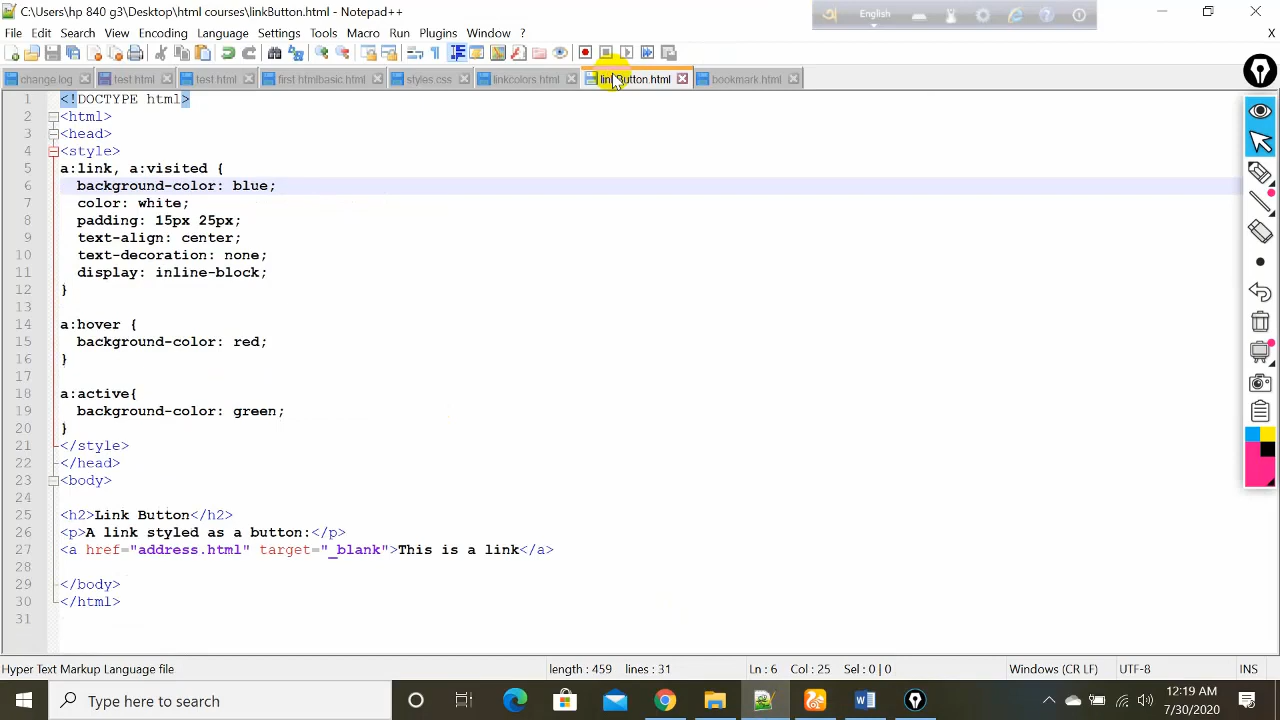 C:\Users\hp 840 g3\Desktop\html courses\linkButton.html - Notepad++
English
File Edit Search View Encoding Language Settings Tools Macro Run Plugins Window ? X
change.log test html test html first htmlbasic.html styles.css linkcolors.html linkButton.html bookmark.html
1 <!DOCTYPE html>
2 <html>
3 <head>
4 <style>
5 a:link, a:visited {
6 background-color: blue;
7 color: white;
8 padding: 15px 25px;
9 text-align: center;
10 text-decoration: none;
11 display: inline-block;
12 }
13
14 a:hover {
15 background-color: red;
16 }
17
18 a:active{
19 background-color: green;
20 }
21 </style>
22 </head>
23 <body>
24
25 <h2>Link Button</h2>
26 <p>A link styled as a button:</p>
27 <a href="address.html" target="_blank">This is a link</a>
28
29 </body>
30 </html>
31
Hyper Text Markup Language file length : 459 lines : 31 Ln : 6 Col : 25 Sel : 0 | 0 Windows (CR LF) UTF-8 INS
Type here to search
12:19 AM
7/30/2020